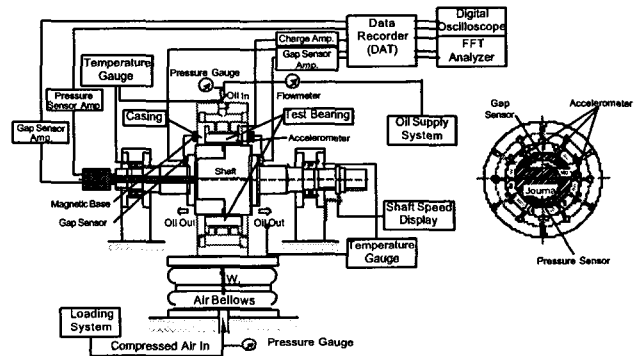 Digital
Oscilloscope
FFT
Analyzer
Data
Recorder
(DAT)
Charge Amp.
Gap Sensor
Amp.
Temperature
Gauge
Pressure Gauge
Oil In
Flowmeter
Pressure
Sensor Amp
Gap Sensor
Amp.
Casing
Test Bearing
Accelerometer
Oil Supply
System
Gap
Sensor
Accelerometer
Shaft
Journal
Magnetic Base
Gap Sensor
Oil Out
Oil Out
Shaft Speed
Display
Temperature
Gauge
Pressure Sensor
W
Air Bellows
Loading
System
Compressed Air In
Pressure Gauge